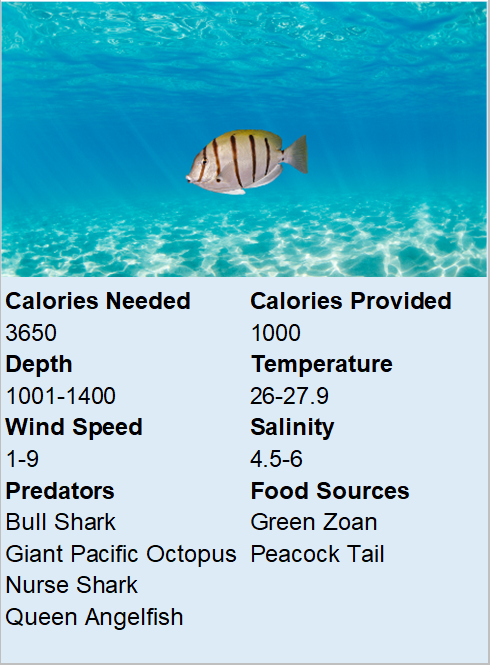 Calories Needed
Calories Provided
3650
1000
Depth
Temperature
1001-1400
26-27.9
Wind Speed
Salinity
1-9
4.5-6
Predators
Food Sources
Bull Shark
Green Zoan
Giant Pacific Octopus
Peacock Tail
Nurse Shark
Queen Angelfish